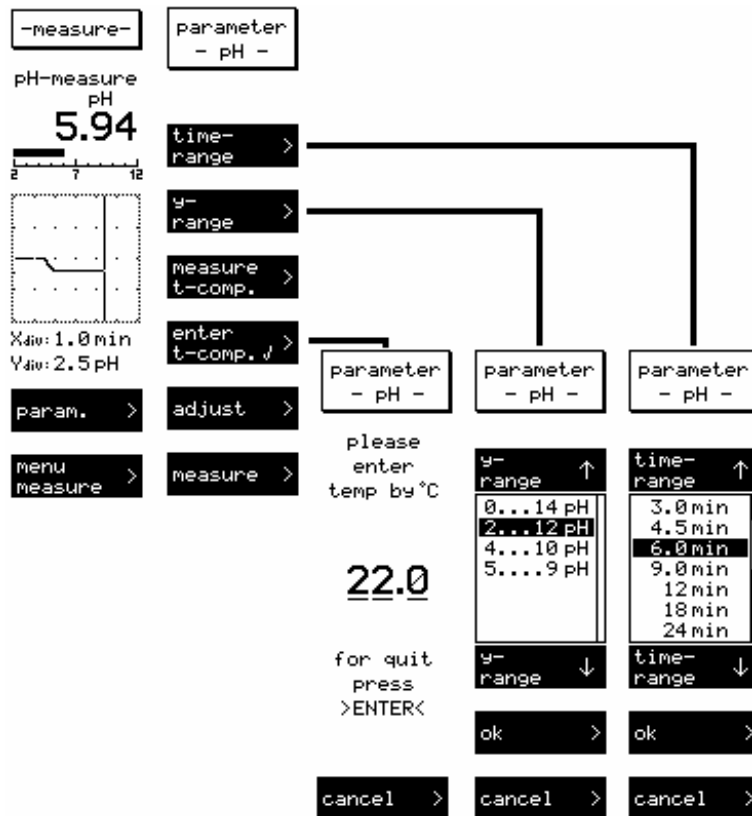 -measure-
pH-measure
pH
5.94
2 7 12
Xdiv: 1.0 min
Ydiv: 2.5 pH
param. >
menu
measure >
parameter
- pH -
time-
range >
y-
range >
measure
t-comp. >
enter
t-comp. √ >
adjust >
measure >
parameter
- pH -
please
enter
temp by °C
22.0
for quit
press
>ENTER<
cancel >
parameter
- pH -
y-
range ↑
0...14 pH
2...12 pH
4...10 pH
5....9 pH
y-
range ↓
ok >
cancel >
parameter
- pH -
time-
range ↑
3.0 min
4.5 min
6.0 min
9.0 min
12 min
18 min
24 min
time-
range ↓
ok >
cancel >